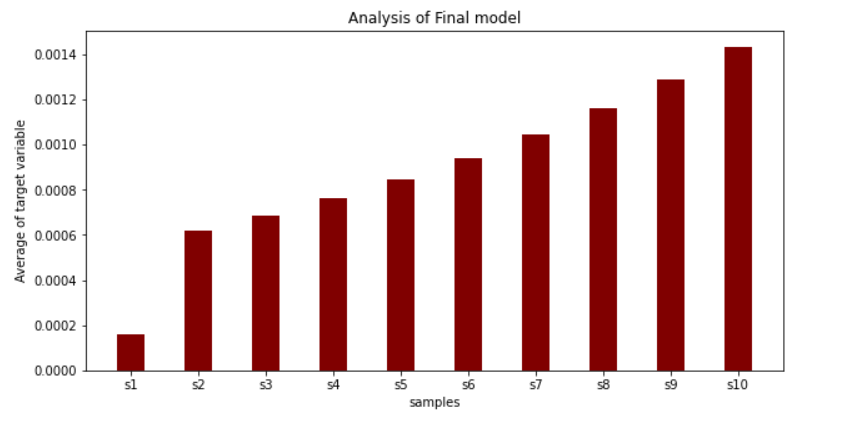 Analysis of Final model
Average of target variable
0.0014
0.0012
0.0010
0.0008
0.0006
0.0004
0.0002
0.0000
s1 s2 s3 s4 s5 s6 s7 s8 s9 s10
samples